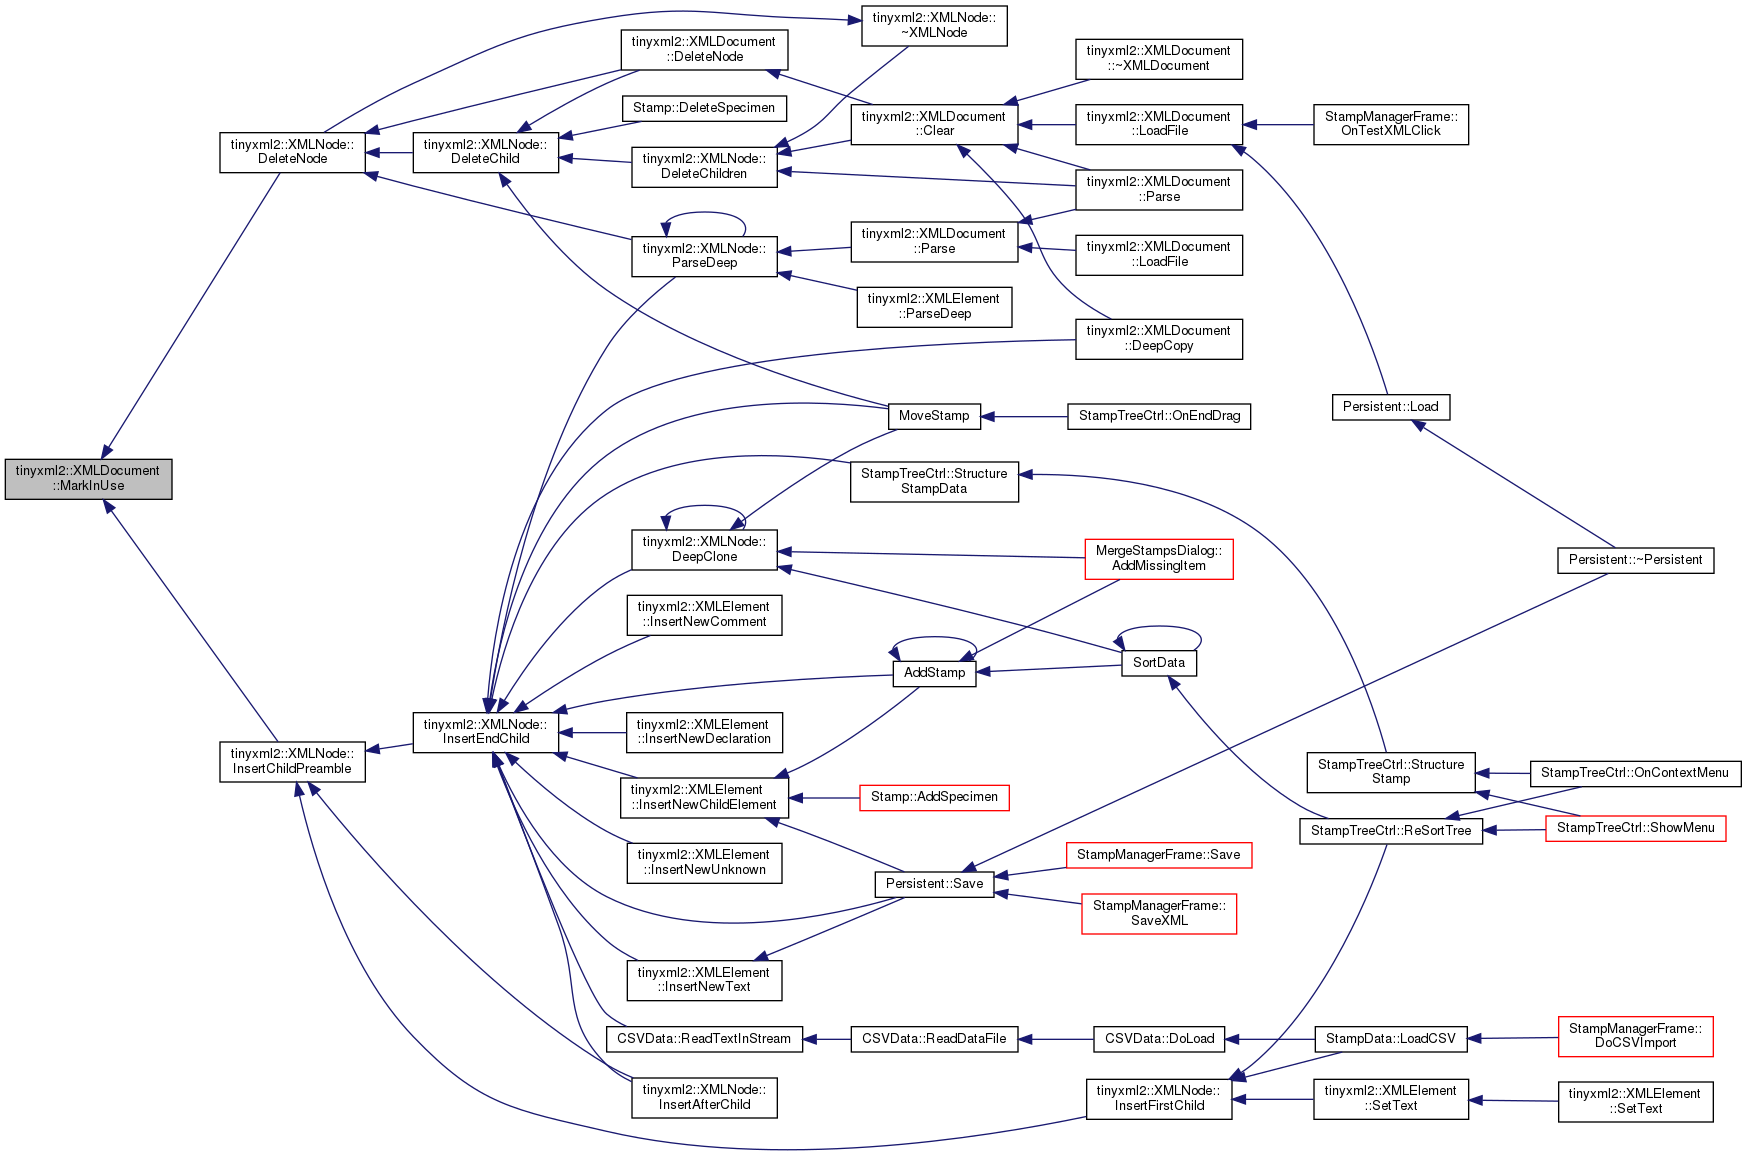 tinyxml2::XMLDocument
::MarkInUse
tinyxml2::XMLNode::
DeleteNode
tinyxml2::XMLNode::
InsertChildPreamble
tinyxml2::XMLNode::
DeleteChild
tinyxml2::XMLNode::
InsertEndChild
tinyxml2::XMLDocument
::DeleteNode
Stamp::DeleteSpecimen
tinyxml2::XMLNode::
DeleteChildren
tinyxml2::XMLNode::
ParseDeep
tinyxml2::XMLNode::
DeepClone
tinyxml2::XMLElement
::InsertNewComment
tinyxml2::XMLElement
::InsertNewDeclaration
tinyxml2::XMLElement
::InsertNewChildElement
tinyxml2::XMLElement
::InsertNewUnknown
tinyxml2::XMLElement
::InsertNewText
CSVData::ReadTextInStream
tinyxml2::XMLNode::
InsertAfterChild
tinyxml2::XMLNode::
~XMLNode
tinyxml2::XMLDocument
::Clear
tinyxml2::XMLDocument
::Parse
tinyxml2::XMLElement
::ParseDeep
MoveStamp
StampTreeCtrl::Structure
StampData
AddStamp
Stamp::AddSpecimen
Persistent::Save
CSVData::ReadDataFile
tinyxml2::XMLDocument
::~XMLDocument
tinyxml2::XMLDocument
::LoadFile
tinyxml2::XMLDocument
::Parse
tinyxml2::XMLDocument
::LoadFile
tinyxml2::XMLDocument
::DeepCopy
StampTreeCtrl::OnEndDrag
MergeStampsDialog::
AddMissingItem
SortData
StampManagerFrame::Save
StampManagerFrame::
SaveXML
CSVData::DoLoad
tinyxml2::XMLNode::
InsertFirstChild
StampManagerFrame::
OnTestXMLClick
Persistent::Load
StampTreeCtrl::Structure
Stamp
StampTreeCtrl::ReSortTree
StampData::LoadCSV
tinyxml2::XMLElement
::SetText
Persistent::~Persistent
StampTreeCtrl::OnContextMenu
StampTreeCtrl::ShowMenu
StampManagerFrame::
DoCSVImport
tinyxml2::XMLElement
::SetText